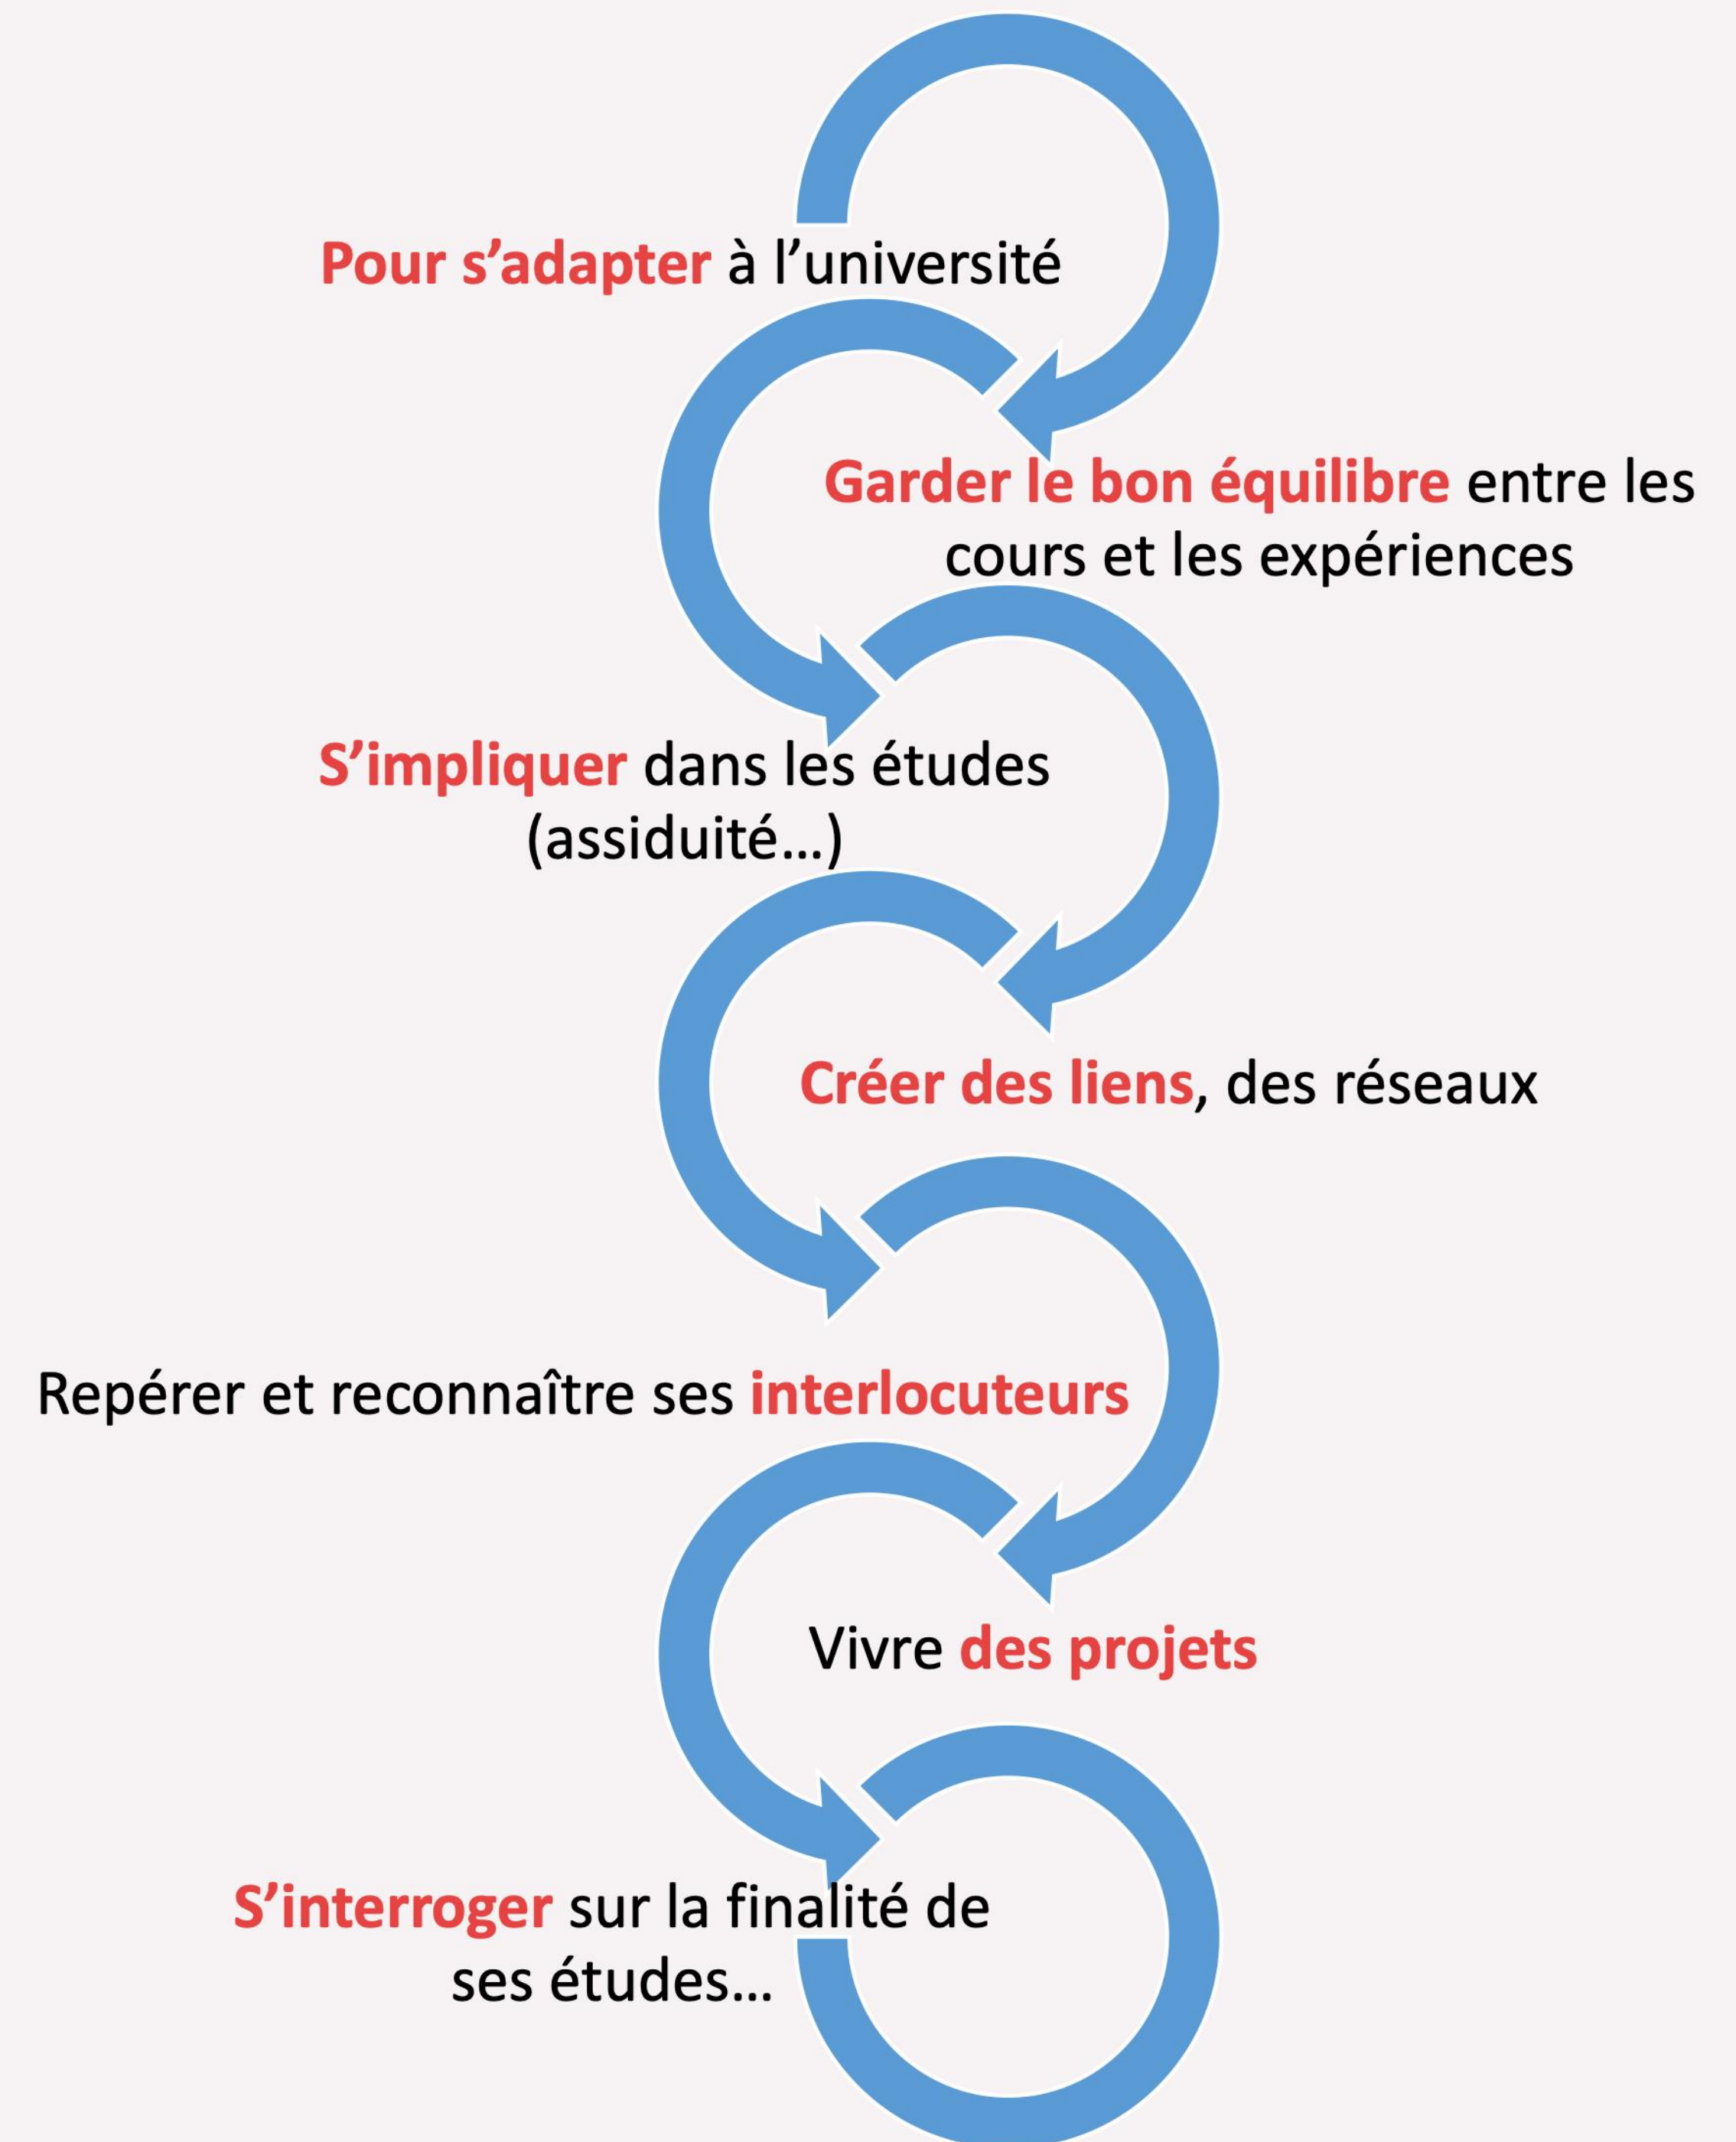 Pour s’adapter à l’université
Garder le bon équilibre entre les
cours et les expériences
S’impliquer dans les études
(assiduité…)
Créer des liens, des réseaux
Repérer et reconnaître ses interlocuteurs
Vivre des projets
S’interroger sur la finalité de
ses études…